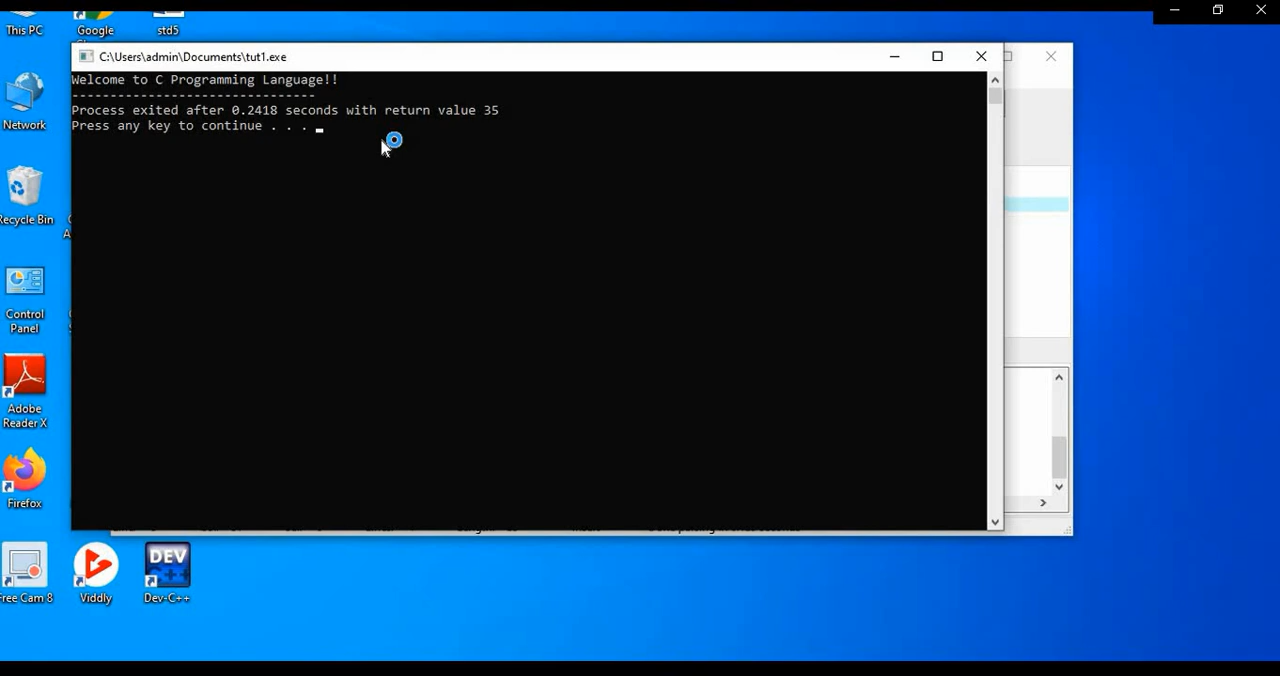 This PC
Google
std5
C:\Users\admin\Documents\tut1.exe
Welcome to C Programming Language!!
--------------------------------
Process exited after 0.2418 seconds with return value 35
Press any key to continue . . .
Network
Recycle Bin
Control
Panel
Adobe
Reader X
Firefox
Free Cam 8
Viddly
DEV
C++
Dev-C++